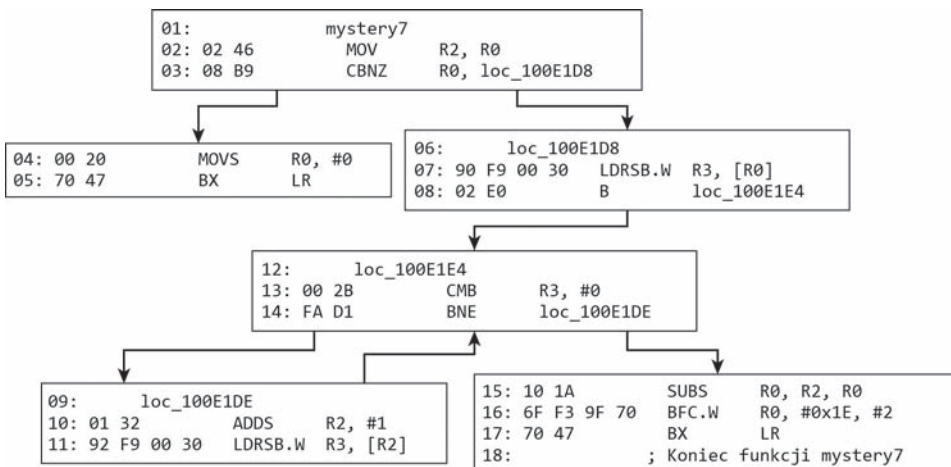 01: mystery7
02: 02 46 MOV R2, R0
03: 08 B9 CBNZ R0, loc_100E1D8
04: 00 20 MOVS R0, #0
05: 70 47 BX LR
06: loc_100E1D8
07: 90 F9 00 30 LDRSB.W R3, [R0]
08: 02 E0 B loc_100E1E4
12: loc_100E1E4
13: 00 2B CMB R3, #0
14: FA D1 BNE loc_100E1DE
09: loc_100E1DE
10: 01 32 ADDS R2, #1
11: 92 F9 00 30 LDRSB.W R3, [R2]
15: 10 1A SUBS R0, R2, R0
16: 6F F3 9F 70 BFC.W R0, #0x1E, #2
17: 70 47 BX LR
18: ; Koniec funkcji mystery7